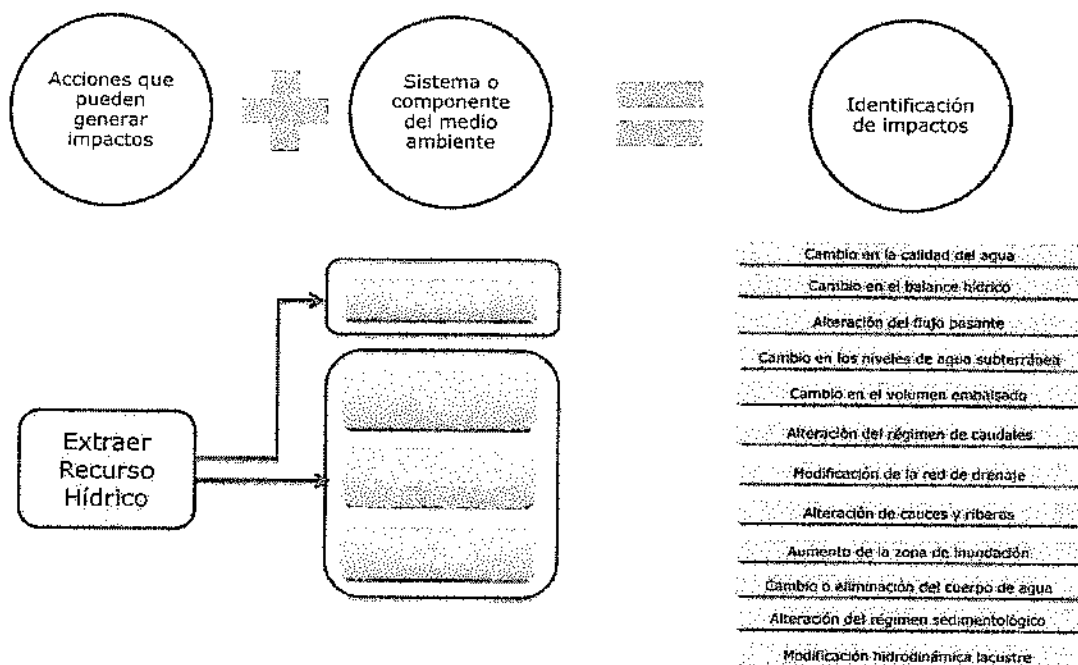 Acciones que
pueden
generar
impactos
Sistema o
componente
del medio
ambiente
Identificación
de impactos
Extraer
Recurso
Hídrico
Cambio en la calidad del agua
Cambio en el balance hídrico
Alteración del flujo pasante
Cambio en los niveles de agua subterránea
Cambio en el volumen embalsado
Alteración del régimen de caudales
Modificación de la red de drenaje
Alteración de cauces y riberas
Aumento de la zona de inundación
Cambio o eliminación del cuerpo de agua
Alteración del régimen sedimentológico
Modificación hidrodinámica lacustre